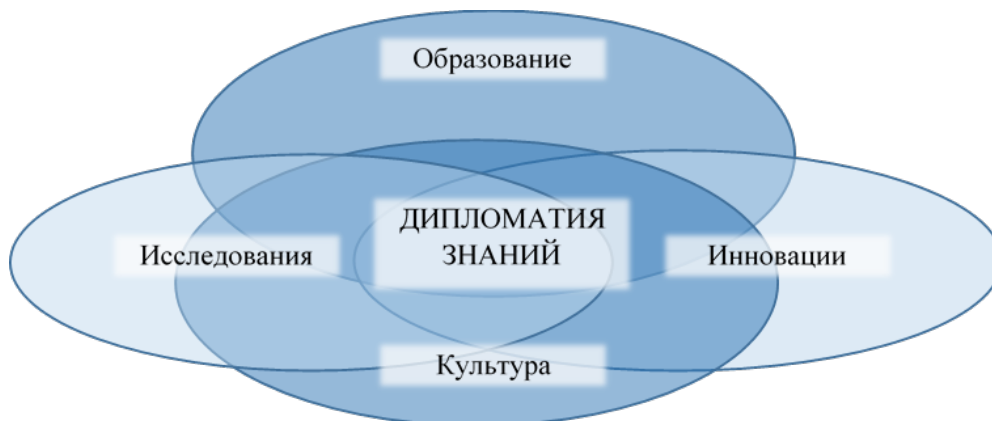 Образование
ДИПЛОМАТИЯ
ЗНАНИЙ
Исследования
Инновации
Культура